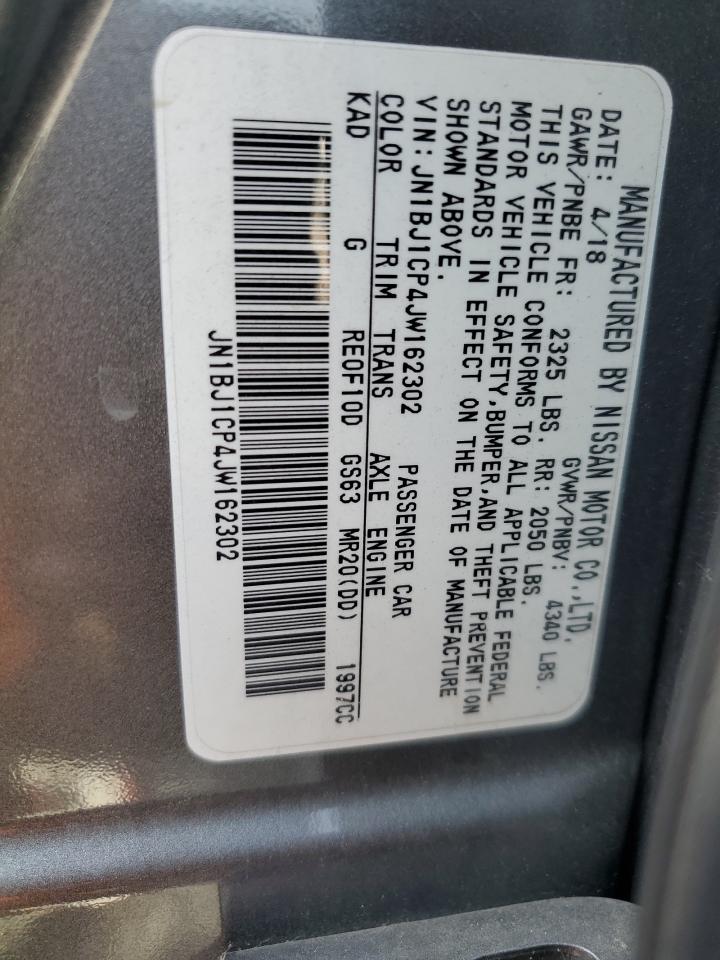 MANUFACTURED BY NISSAN MOTOR CO.,LTD.
DATE: 4/18 GVWR/PNBV: 4340 LBS.
GAWR/PNBE FR: 2325 LBS. RR: 2050 LBS.
THIS VEHICLE CONFORMS TO ALL APPLICABLE FEDERAL
MOTOR VEHICLE SAFETY,BUMPER,AND THEFT PREVENTION
STANDARDS IN EFFECT ON THE DATE OF MANUFACTURE
SHOWN ABOVE.
VIN:JN1BJ1CP4JW162302 PASSENGER CAR
COLOR TRIM TRANS AXLE ENGINE
KAD G RE0F10D GS63 MR20(DD) 1997CC
JN1BJ1CP4JW162302